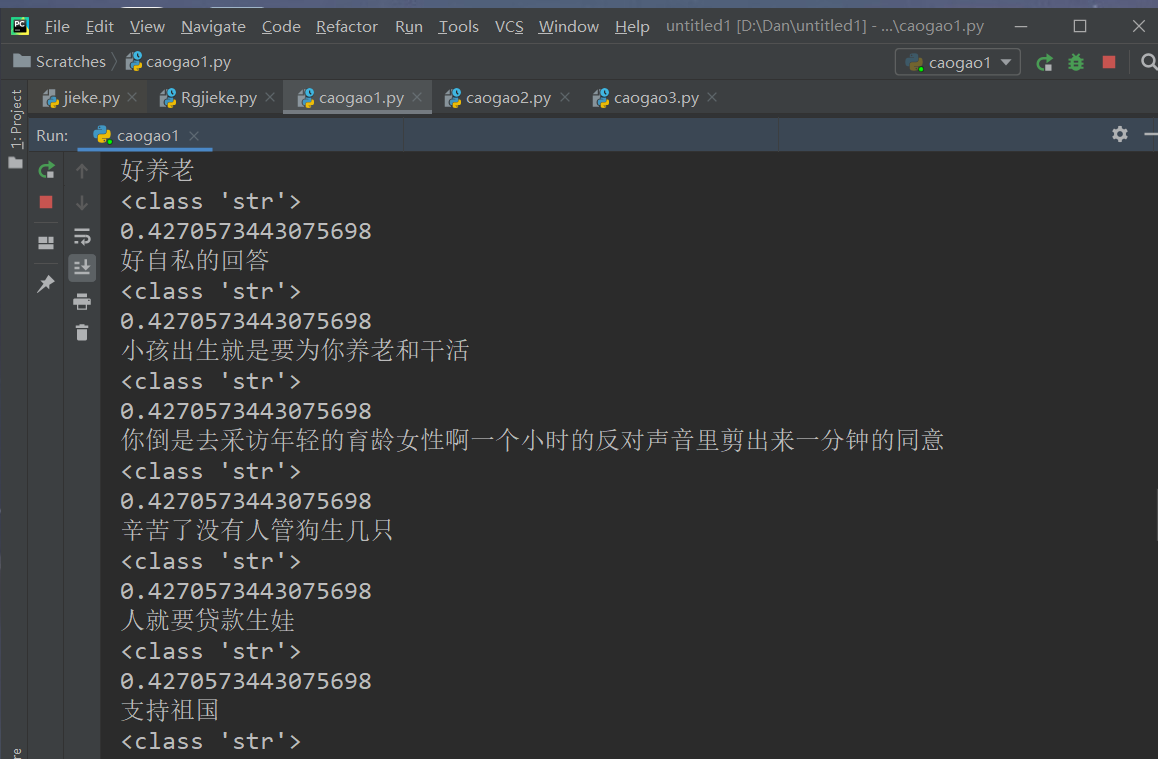 File Edit View Navigate Code Refactor Run Tools VCS Window Help untitled1 [D:\Dan\untitled1] - ...\caogao1.py
Scratches caogao1.py caogao1
jieke.py Rgjieke.py caogao1.py caogao2.py caogao3.py
1: Project
Run: caogao1
好养老
<class 'str'>
0.4270573443075698
好自私的回答
<class 'str'>
0.4270573443075698
小孩出生就是要为你养老和干活
<class 'str'>
0.4270573443075698
你倒是去采访年轻的育龄女性啊一个小时的反对声音里剪出来一分钟的同意
<class 'str'>
0.4270573443075698
辛苦了没有人管狗生几只
<class 'str'>
0.4270573443075698
人就要贷款生娃
<class 'str'>
0.4270573443075698
支持祖国
<class 'str'>